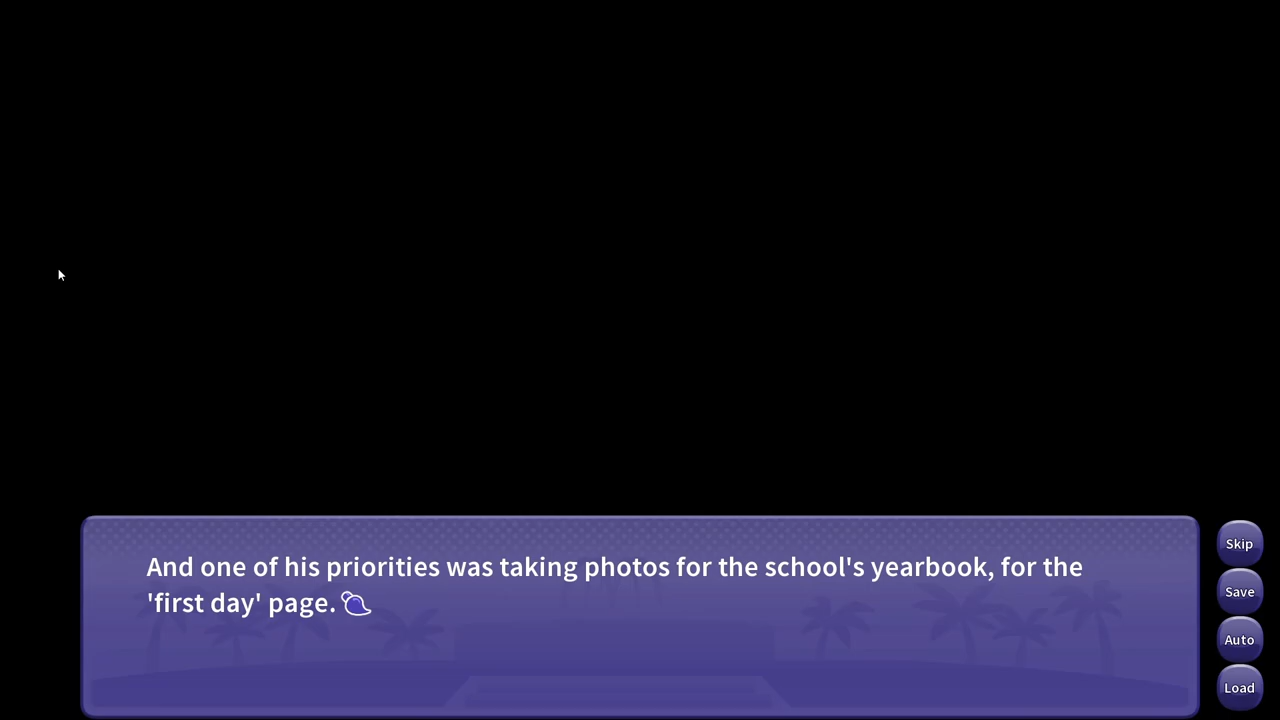 And one of his priorities was taking photos for the school's yearbook, for the
'first day' page.
Skip
Save
Auto
Load